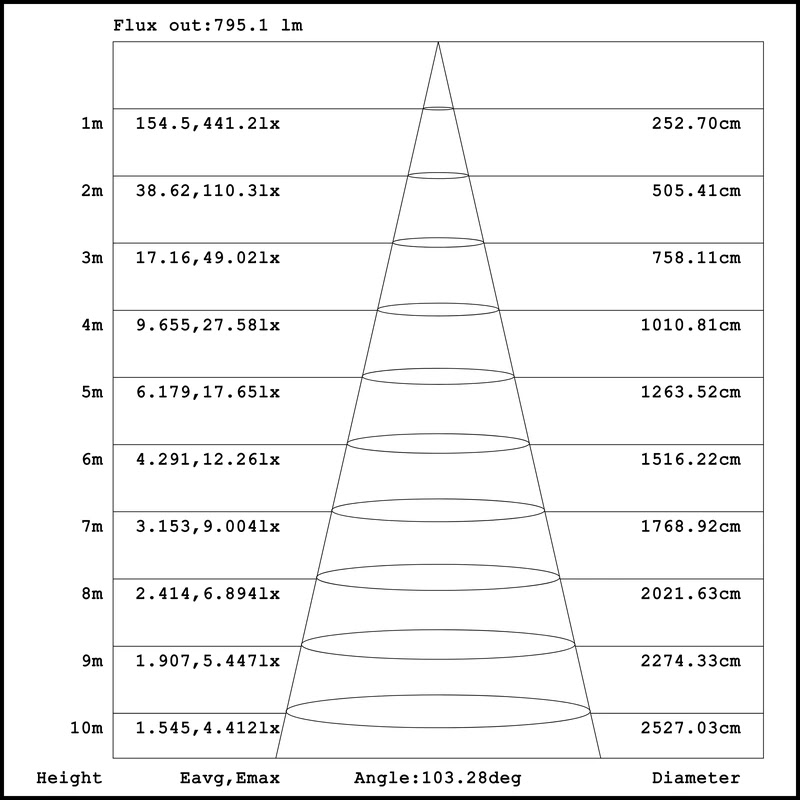 Flux out:795.1 lm
1m 154.5,441.2lx 252.70cm
2m 38.62,110.3lx 505.41cm
3m 17.16,49.02lx 758.11cm
4m 9.655,27.58lx 1010.81cm
5m 6.179,17.65lx 1263.52cm
6m 4.291,12.26lx 1516.22cm
7m 3.153,9.004lx 1768.92cm
8m 2.414,6.894lx 2021.63cm
9m 1.907,5.447lx 2274.33cm
10m 1.545,4.412lx 2527.03cm
Height Eavg,Emax Angle:103.28deg Diameter